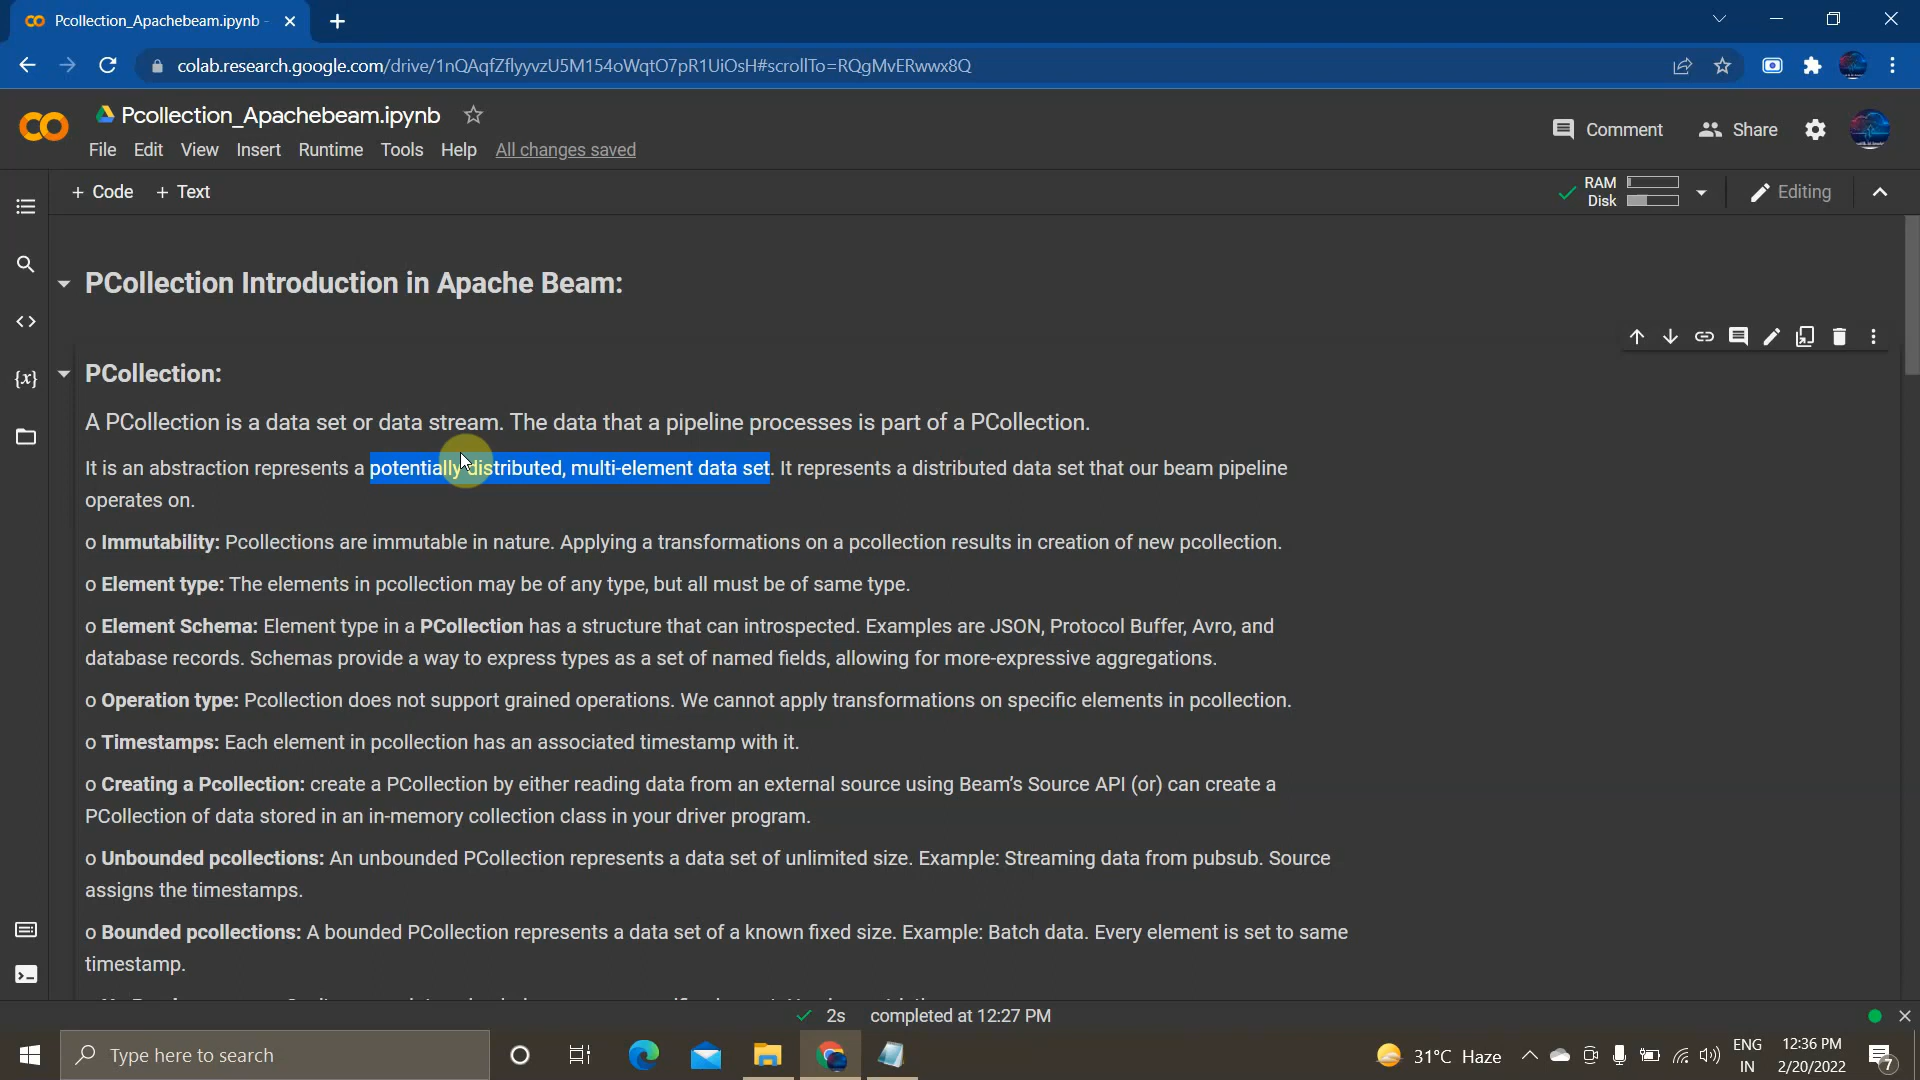 Pcollection_Apachebeam.ipynb -
colab.research.google.com/drive/1nQAqfZflyyvzU5M154oWqtO7pR1UiOsH#scrollTo=RQgMvERwwx8Q
Pcollection_Apachebeam.ipynb
Comment Share
File Edit View Insert Runtime Tools Help All changes saved
+ Code + Text
RAM
Disk
Editing
PCollection Introduction in Apache Beam:
PCollection:
A PCollection is a data set or data stream. The data that a pipeline processes is part of a PCollection.
It is an abstraction represents a potentially distributed, multi-element data set. It represents a distributed data set that our beam pipeline
operates on.
o Immutability: Pcollections are immutable in nature. Applying a transformations on a pcollection results in creation of new pcollection.
o Element type: The elements in pcollection may be of any type, but all must be of same type.
o Element Schema: Element type in a PCollection has a structure that can introspected. Examples are JSON, Protocol Buffer, Avro, and
database records. Schemas provide a way to express types as a set of named fields, allowing for more-expressive aggregations.
o Operation type: Pcollection does not support grained operations. We cannot apply transformations on specific elements in pcollection.
o Timestamps: Each element in pcollection has an associated timestamp with it.
o Creating a Pcollection: create a PCollection by either reading data from an external source using Beam’s Source API (or) can create a
PCollection of data stored in an in-memory collection class in your driver program.
o Unbounded pcollections: An unbounded PCollection represents a data set of unlimited size. Example: Streaming data from pubsub. Source
assigns the timestamps.
o Bounded pcollections: A bounded PCollection represents a data set of a known fixed size. Example: Batch data. Every element is set to same
timestamp.
2s completed at 12:27 PM
Type here to search
31°C Haze
ENG
IN
12:36 PM
2/20/2022
7